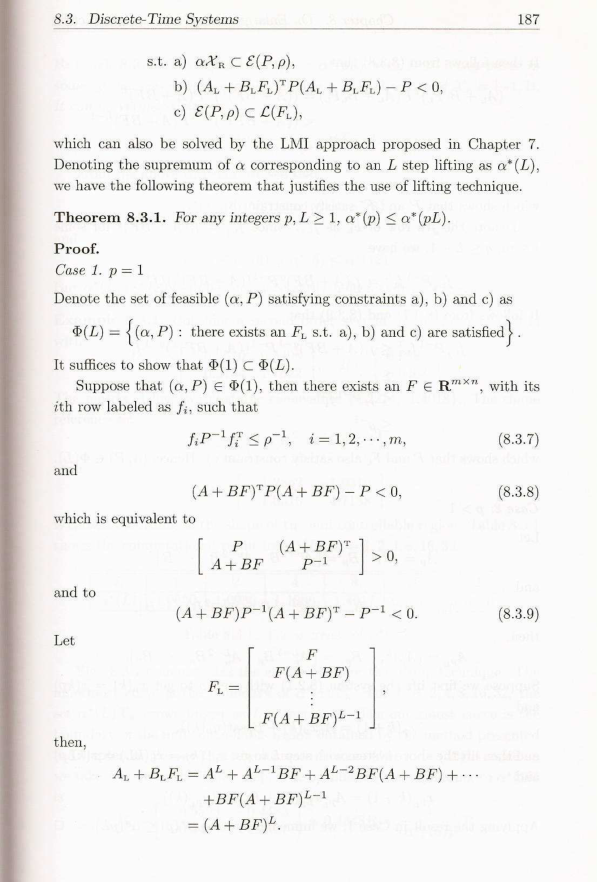 8.3. Discrete-Time Systems 187
s.t. a) α𝒳_R ⊂ ℰ(P, ρ),
b) (A_L + B_L F_L)^T P(A_L + B_L F_L) − P < 0,
c) ℰ(P, ρ) ⊂ ℒ(F_L),
which can also be solved by the LMI approach proposed in Chapter 7.
Denoting the supremum of α corresponding to an L step lifting as α*(L),
we have the following theorem that justifies the use of lifting technique.
Theorem 8.3.1. For any integers p, L ≥ 1, α*(p) ≤ α*(pL).
Proof.
Case 1. p = 1
Denote the set of feasible (α, P) satisfying constraints a), b) and c) as
Φ(L) = {(α, P) : there exists an F_L s.t. a), b) and c) are satisfied}.
It suffices to show that Φ(1) ⊂ Φ(L).
Suppose that (α, P) ∈ Φ(1), then there exists an F ∈ R^{m×n}, with its
ith row labeled as f_i, such that
f_i P^{-1} f_i^T ≤ ρ^{-1}, i = 1, 2, ···, m, (8.3.7)
and
(A + BF)^T P(A + BF) − P < 0, (8.3.8)
which is equivalent to
[ P (A + BF)^T
A + BF P^{-1} ] > 0,
and to
(A + BF)P^{-1}(A + BF)^T − P^{-1} < 0. (8.3.9)
Let
F_L = [ F
F(A + BF)
⋮
F(A + BF)^{L-1} ],
then,
A_L + B_L F_L = A^L + A^{L-1}BF + A^{L-2}BF(A + BF) + ···
+BF(A + BF)^{L-1}
= (A + BF)^L.